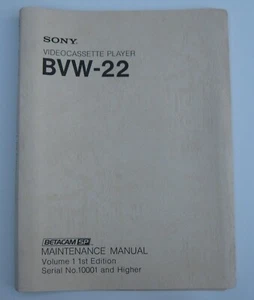 SONY
VIDEOCASSETTE PLAYER
BVW-22
BETACAM SP
MAINTENANCE MANUAL
Volume 1 1st Edition
Serial No.10001 and Higher